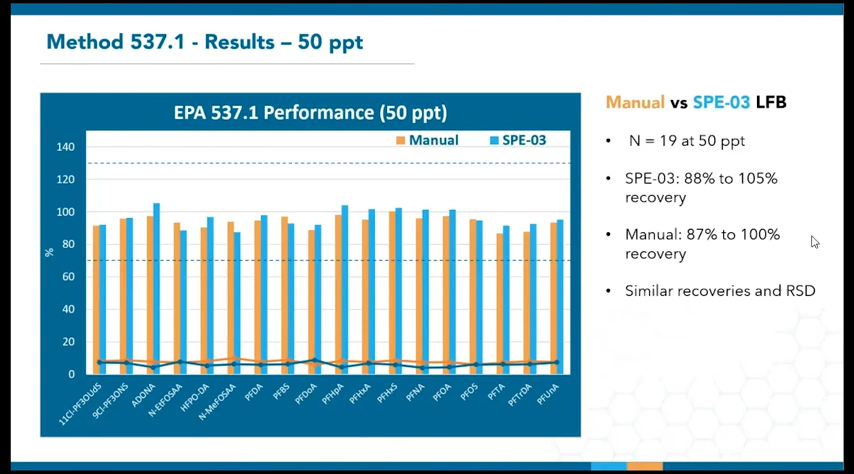 Method 537.1 - Results – 50 ppt
EPA 537.1 Performance (50 ppt)
Manual
SPE-03
140
120
100
80
60
40
20
0
%
11Cl-PF3OUdS
9Cl-PF3ONS
ADONA
N-EtFOSAA
HFPO-DA
N-MeFOSAA
PFDA
PFBS
PFDoA
PFHpA
PFHxA
PFHxS
PFNA
PFOA
PFOS
PFTA
PFTrDA
PFUnA
Manual vs SPE-03 LFB
• N = 19 at 50 ppt
• SPE-03: 88% to 105%
recovery
• Manual: 87% to 100%
recovery
• Similar recoveries and RSD